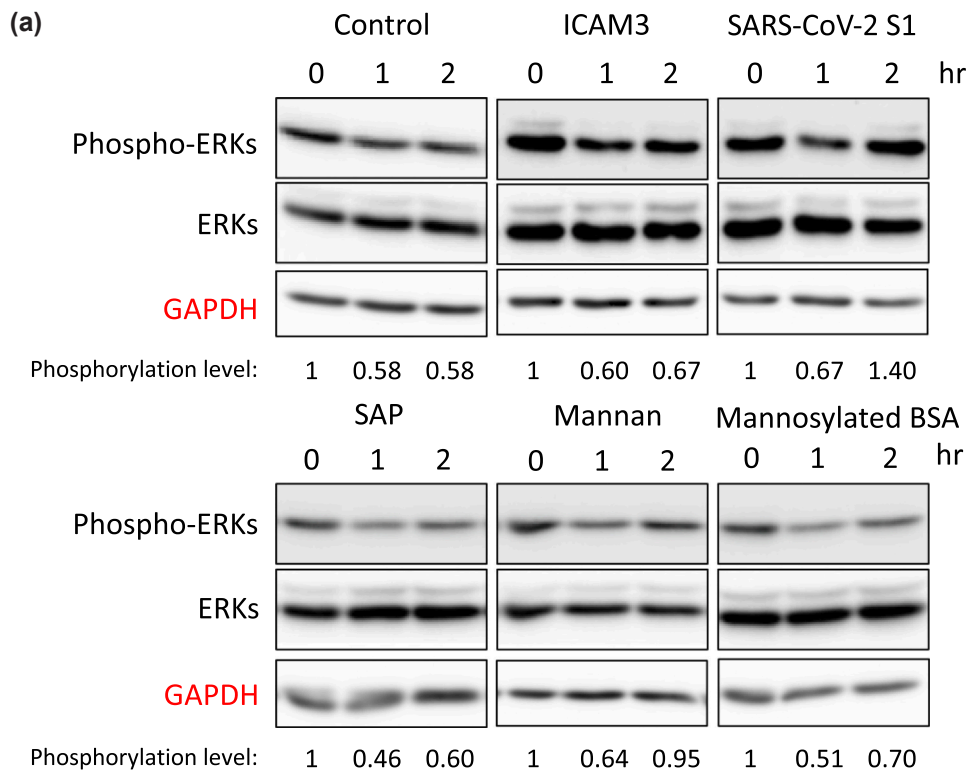 (a)
Control ICAM3 SARS-CoV-2 S1
0 1 2 0 1 2 0 1 2 hr
Phospho-ERKs
ERKs
GAPDH
Phosphorylation level: 1 0.58 0.58 1 0.60 0.67 1 0.67 1.40
SAP Mannan Mannosylated BSA
0 1 2 0 1 2 0 1 2 hr
Phospho-ERKs
ERKs
GAPDH
Phosphorylation level: 1 0.46 0.60 1 0.64 0.95 1 0.51 0.70